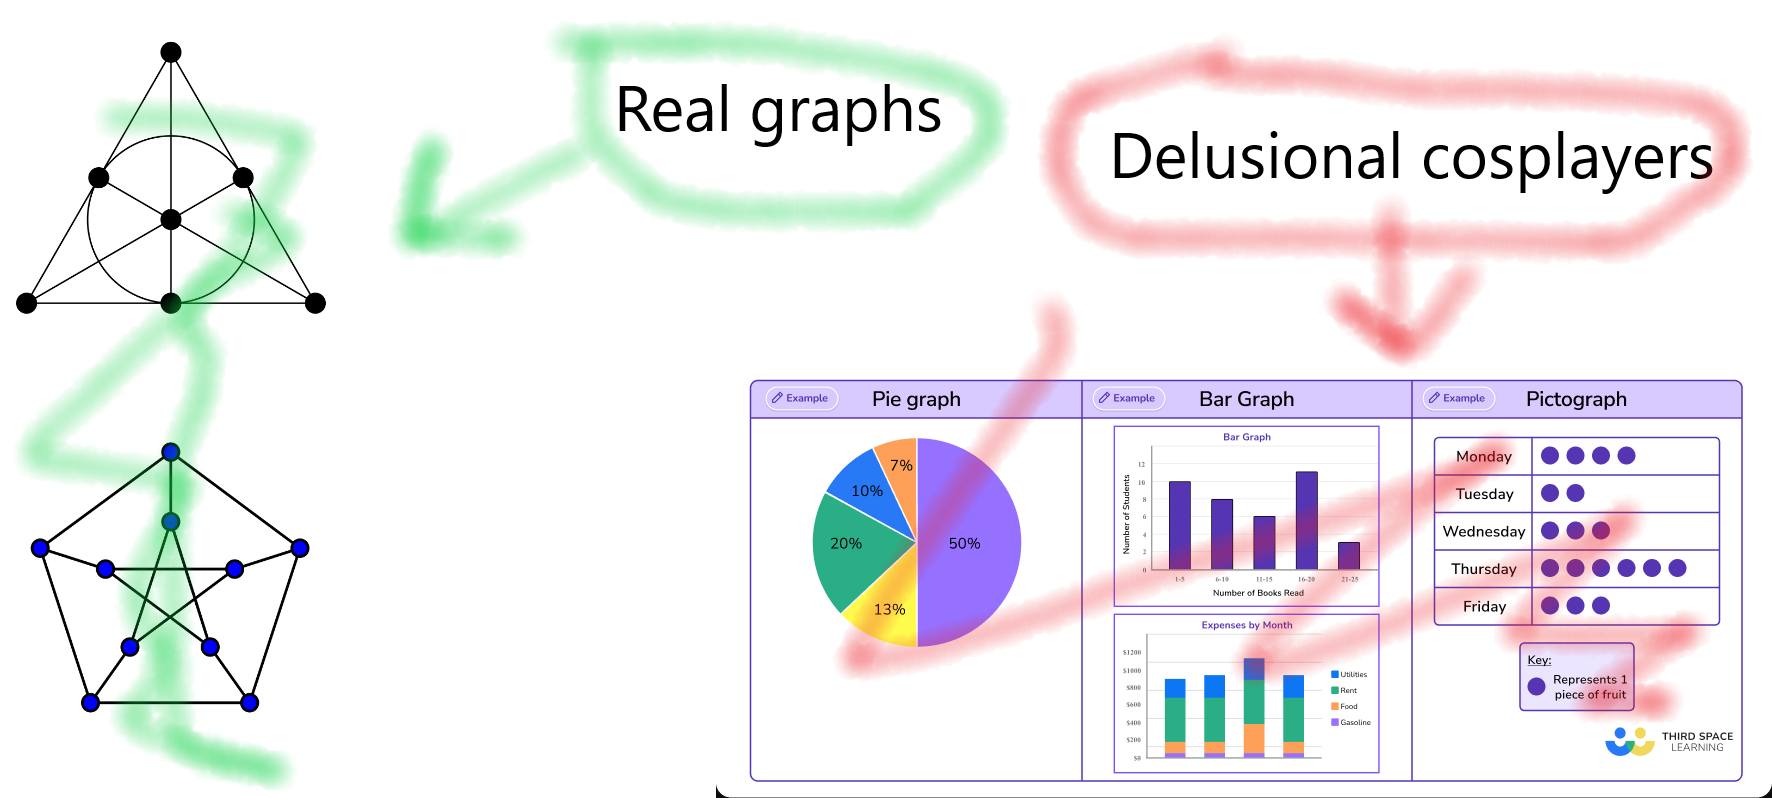 Real graphs
Delusional cosplayers
Example
Pie graph
Example
Bar Graph
Example
Pictograph
7%
10%
20%
50%
13%
Bar Graph
Number of Students
12
10
8
6
4
2
0
1-5
6-10
11-15
16-20
21-25
Number of Books Read
Expenses by Month
$1200
$1000
$800
$600
$400
$200
$0
Utilities
Rent
Food
Gasoline
Monday
Tuesday
Wednesday
Thursday
Friday
Key:
Represents 1
piece of fruit
THIRD SPACE
LEARNING